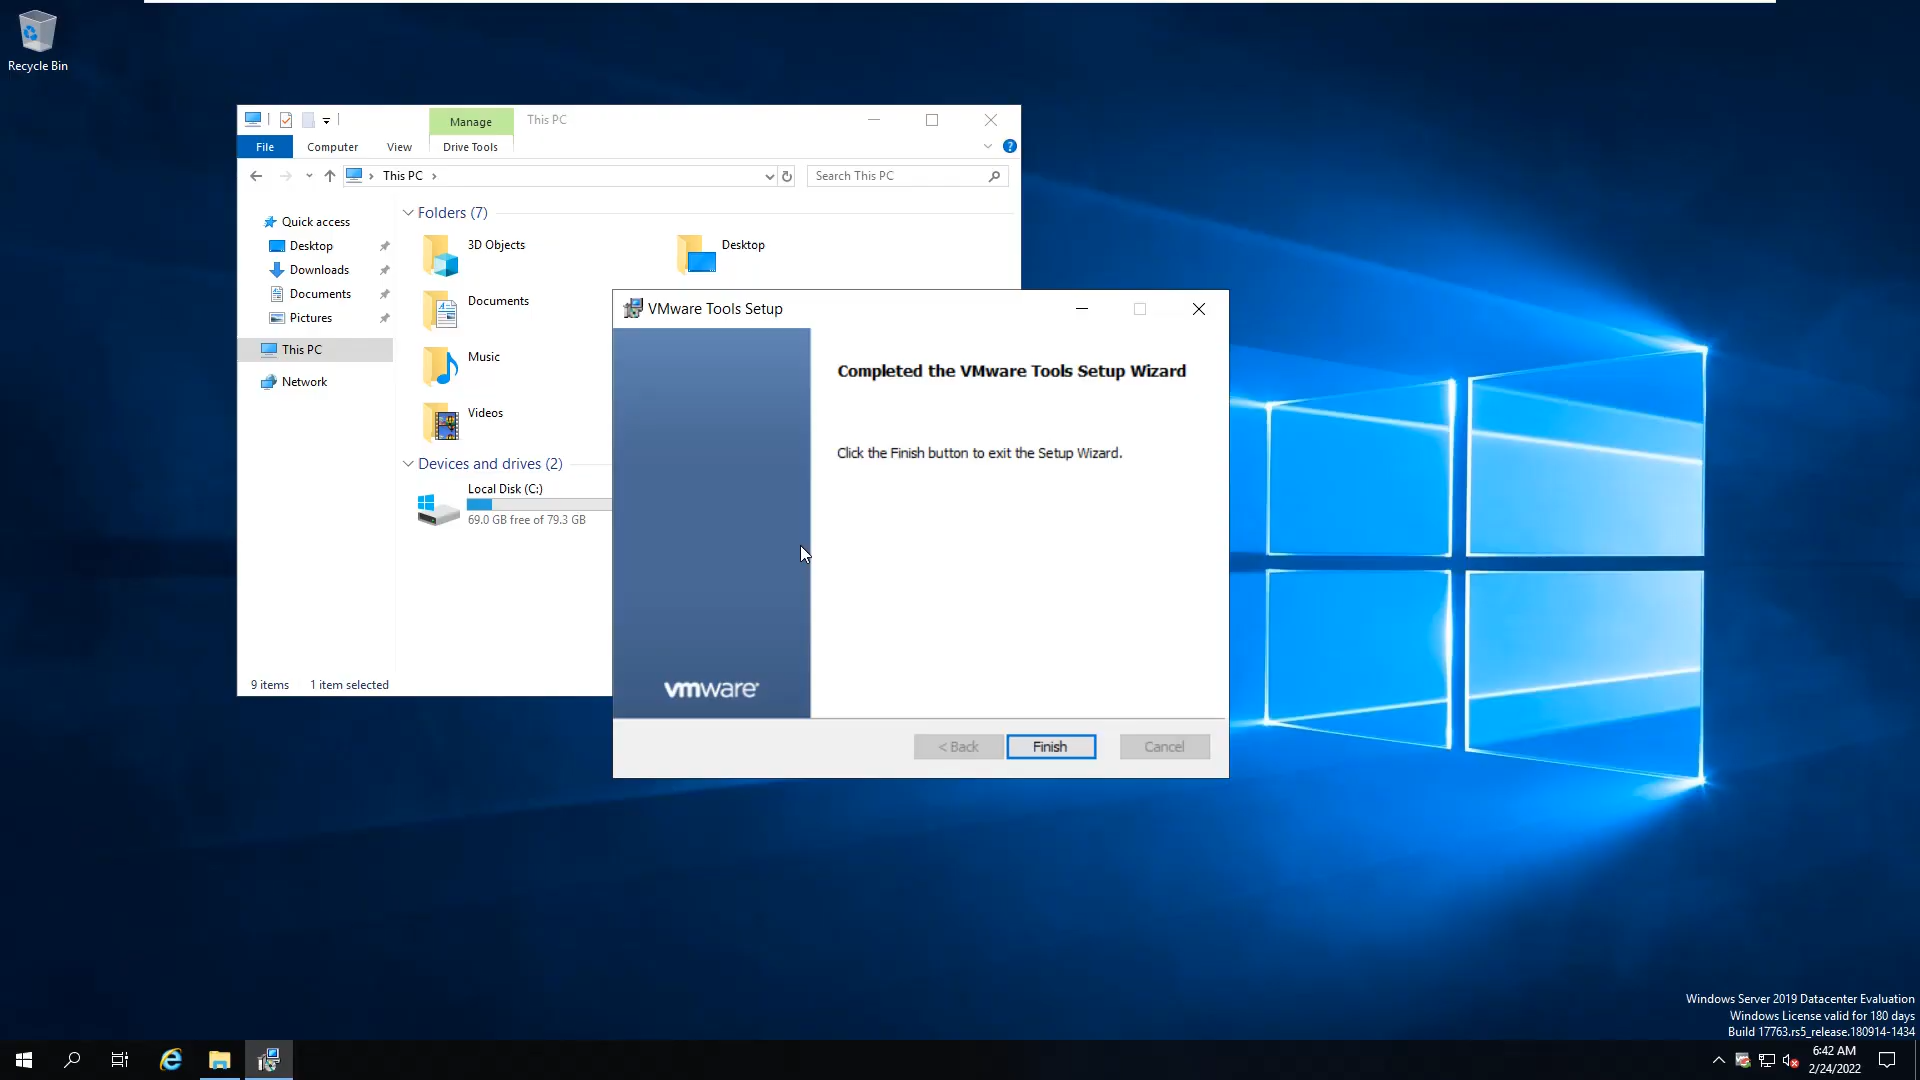 Recycle Bin
Manage
This PC
File
Computer
View
Drive Tools
This PC
Search This PC
Quick access
Desktop
Downloads
Documents
Pictures
This PC
Network
Folders (7)
3D Objects
Desktop
Documents
Music
Videos
Devices and drives (2)
Local Disk (C:)
69.0 GB free of 79.3 GB
9 items
1 item selected
VMware Tools Setup
Completed the VMware Tools Setup Wizard
Click the Finish button to exit the Setup Wizard.
vmware
< Back
Finish
Cancel
Windows Server 2019 Datacenter Evaluation
Windows License valid for 180 days
Build 17763.rs5_release.180914-1434
6:42 AM
2/24/2022